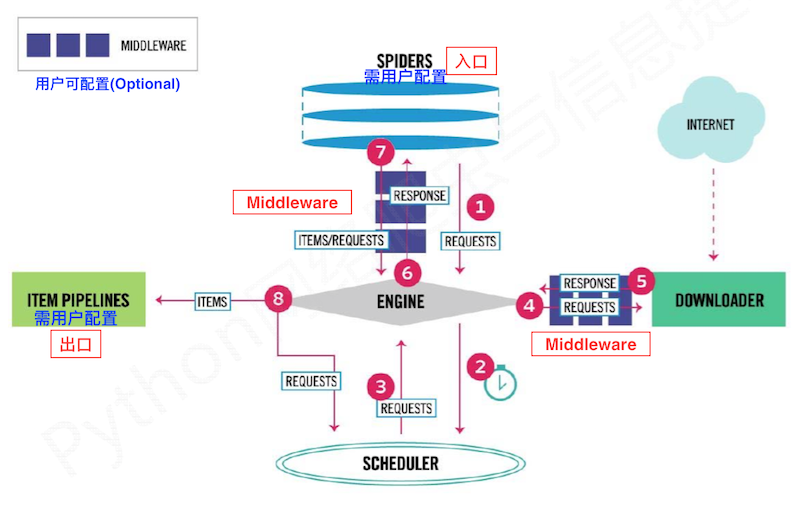 MIDDLEWARE
用户可配置(Optional)
SPIDERS
入口
需用户配置
INTERNET
7
RESPONSE
1
Middleware
ITEMS/REQUESTS
REQUESTS
6
ITEM PIPELINES
需用户配置
出口
ITEMS
8
ENGINE
4
RESPONSE
5
REQUESTS
DOWNLOADER
Middleware
REQUESTS
3
REQUESTS
2
SCHEDULER